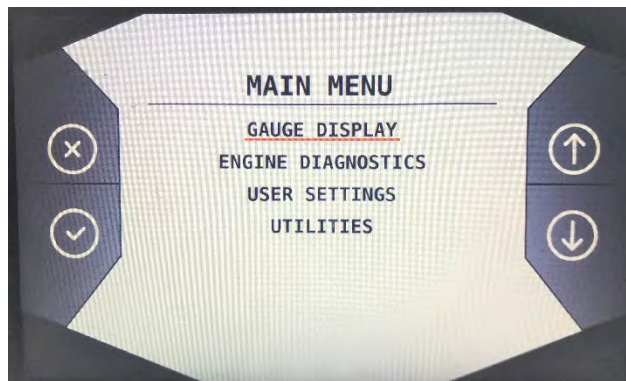 MAIN MENU
GAUGE DISPLAY
ENGINE DIAGNOSTICS
USER SETTINGS
UTILITIES